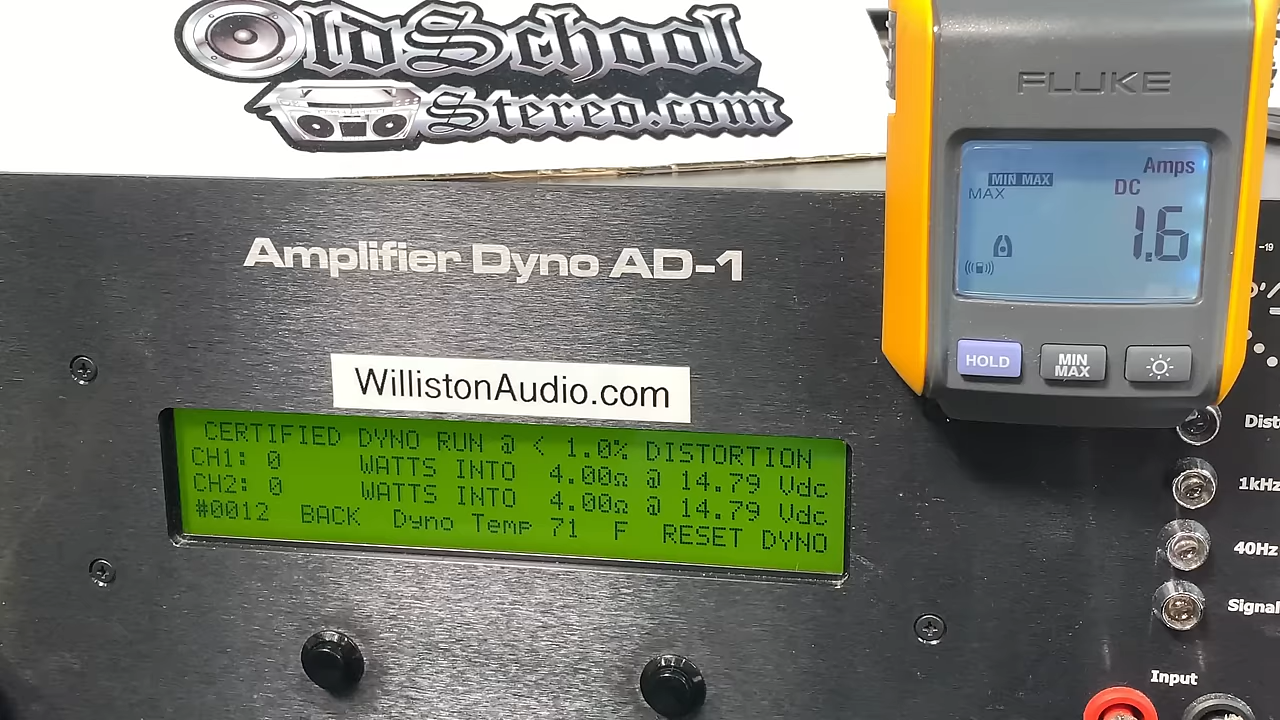 OldSchool
Stereo.com
FLUKE
MIN MAX
MAX
Amps
DC
1.6
HOLD
MIN
MAX
Amplifier Dyno AD-1
WillistonAudio.com
CERTIFIED DYNO RUN @ < 1.0% DISTORTION
CH1: 0 WATTS INTO 4.00Ω @ 14.79 Vdc
CH2: 0 WATTS INTO 4.00Ω @ 14.79 Vdc
#0012 BACK Dyno Temp 71 F RESET DYNO
-19
1kHz
40Hz
Signal
Input